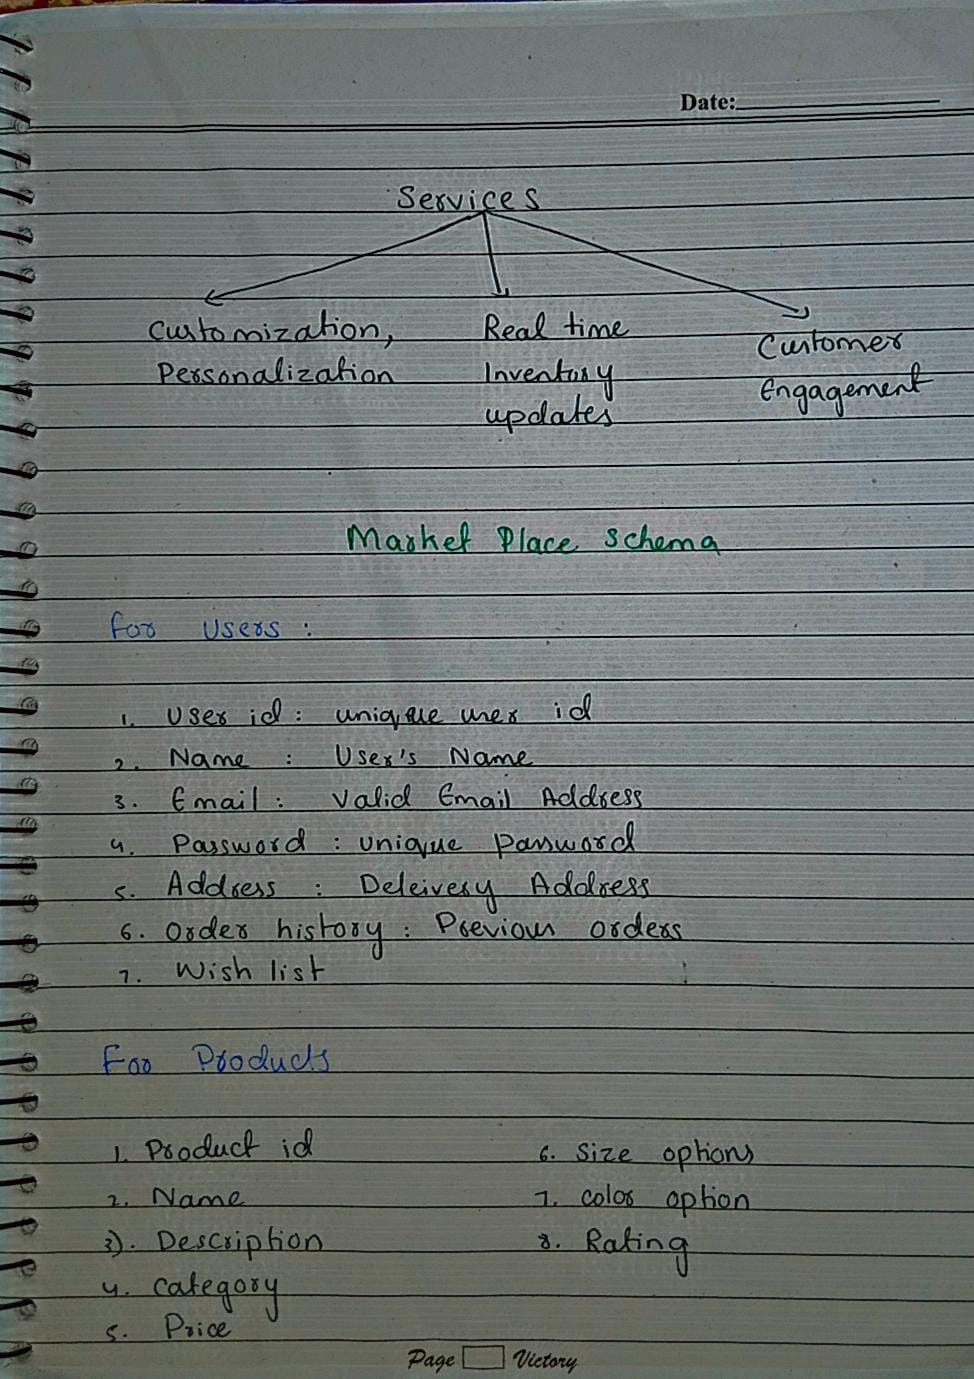 Date:
Services
Customization,
Personalization
Real time
Inventory
updates
Customer
Engagement
Market Place Schema
For Users :
1. User id : unique user id
2. Name : User's Name
3. Email : Valid Email Address
4. Password : unique password
5. Address : Deleivery Address
6. Order history : Previous orders
7. Wish list
For Products
1. Product id
2. Name
3). Description
4. Category
5. Price
6. Size options
7. color option
8. Rating
Page Victory